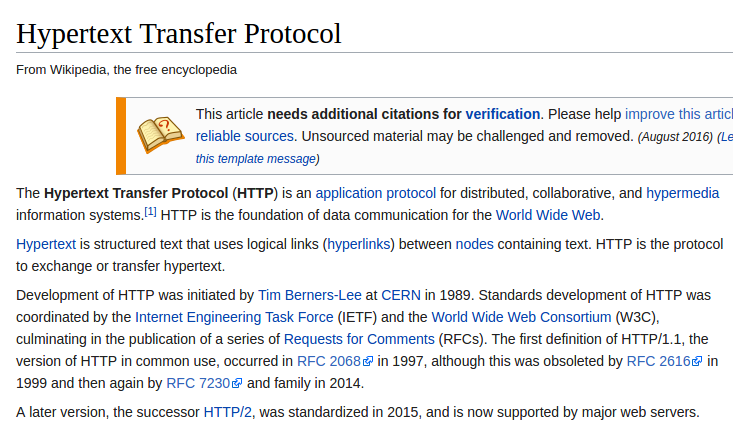 Hypertext Transfer Protocol
From Wikipedia, the free encyclopedia
This article needs additional citations for verification. Please help improve this articl
reliable sources. Unsourced material may be challenged and removed. (August 2016) (Le
this template message)
The Hypertext Transfer Protocol (HTTP) is an application protocol for distributed, collaborative, and hypermedia
information systems.[1] HTTP is the foundation of data communication for the World Wide Web.
Hypertext is structured text that uses logical links (hyperlinks) between nodes containing text. HTTP is the protocol
to exchange or transfer hypertext.
Development of HTTP was initiated by Tim Berners-Lee at CERN in 1989. Standards development of HTTP was
coordinated by the Internet Engineering Task Force (IETF) and the World Wide Web Consortium (W3C),
culminating in the publication of a series of Requests for Comments (RFCs). The first definition of HTTP/1.1, the
version of HTTP in common use, occurred in RFC 2068 in 1997, although this was obsoleted by RFC 2616 in
1999 and then again by RFC 7230 and family in 2014.
A later version, the successor HTTP/2, was standardized in 2015, and is now supported by major web servers.